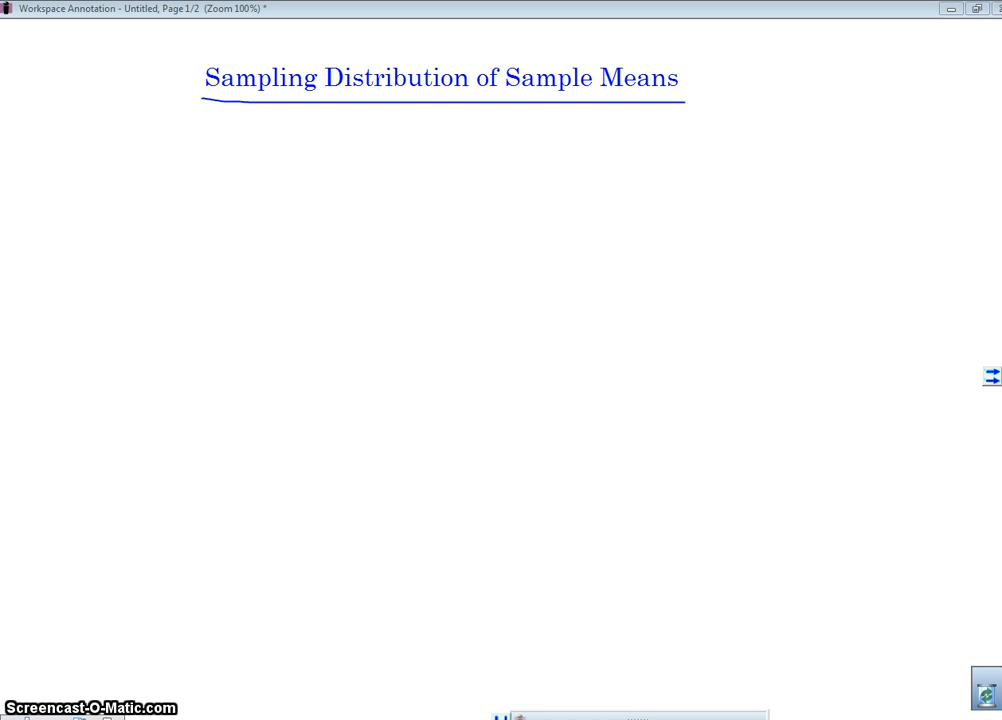 Workspace Annotation - Untitled, Page 1/2 (Zoom 100%) *
Sampling Distribution of Sample Means
Screencast-O-Matic.com